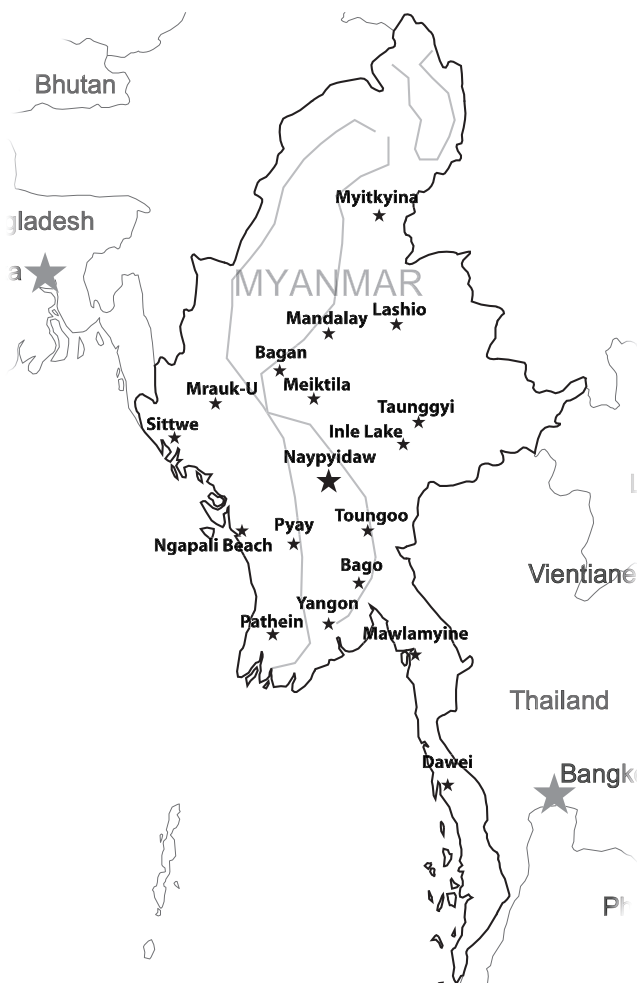 Bhutan
Myitkyina
gladesh
a
MYANMAR
Lashio
Mandalay
Bagan
Meiktila
Mrauk-U
Taunggyi
Sittwe
Inle Lake
Naypyidaw
Pyay
Toungoo
Ngapali Beach
Bago
Vientiane
Yangon
Pathein
Mawlamyine
Thailand
Dawei
Bangk
Ph
L